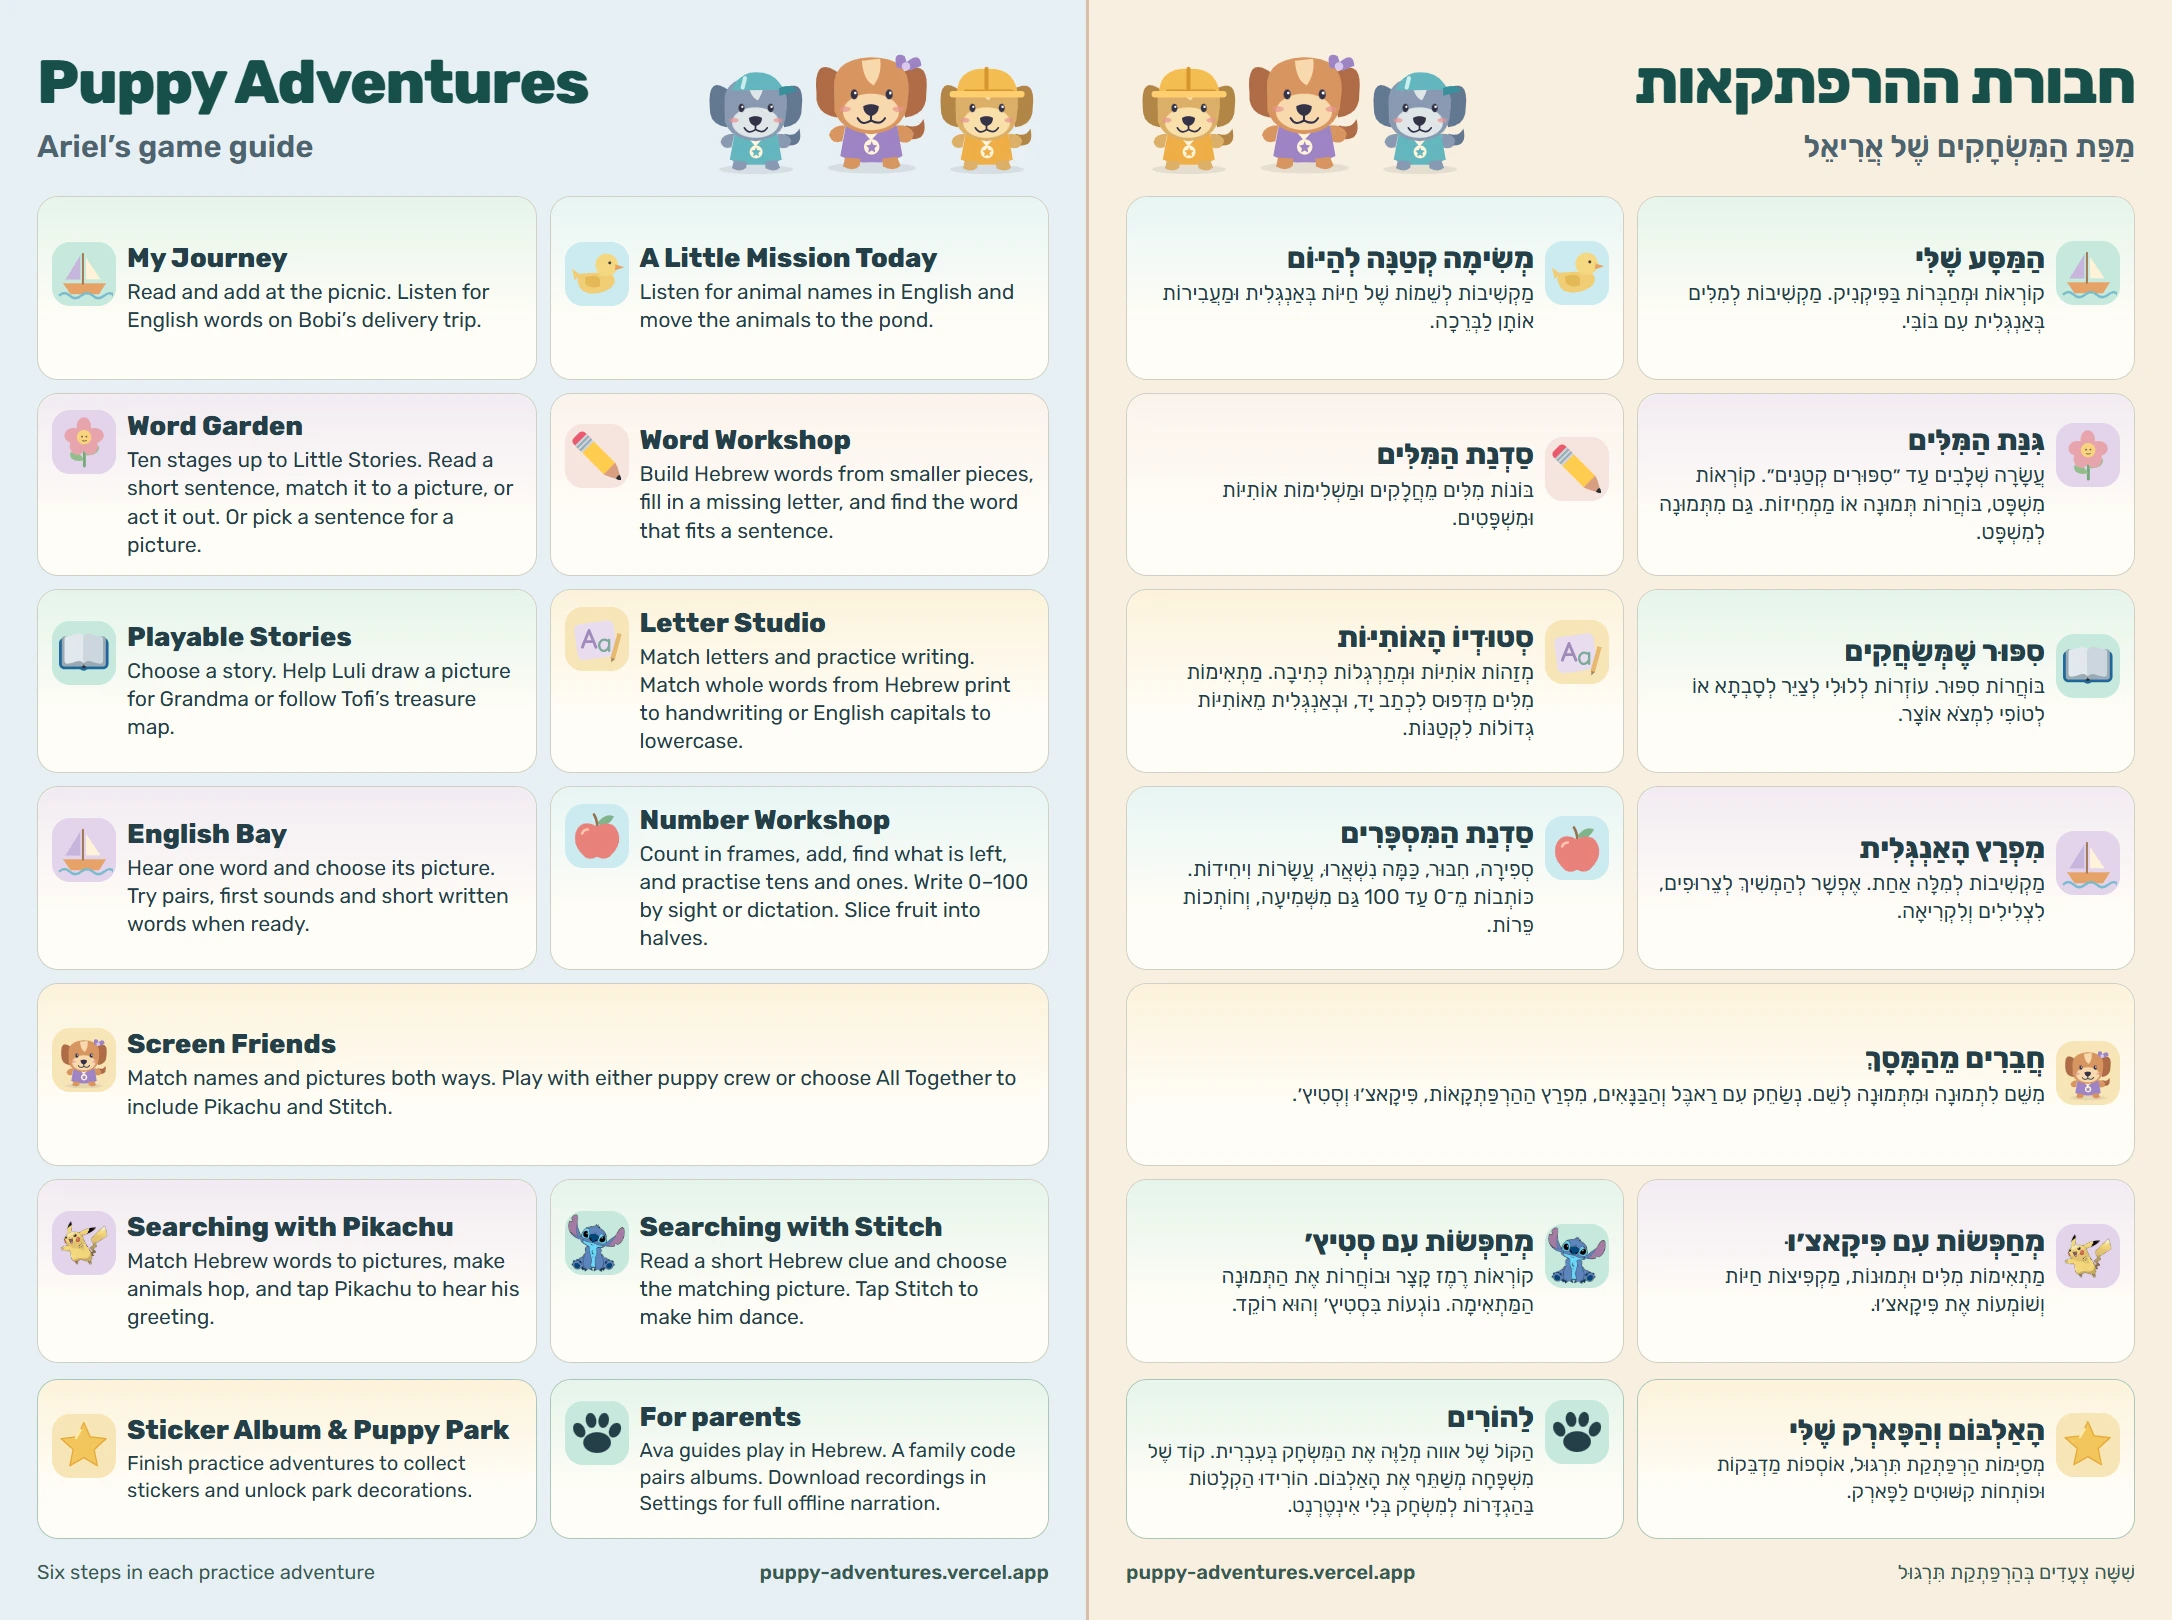 Puppy Adventures
Ariel’s game guide
My Journey
Read and add at the picnic. Listen for
English words on Bobi’s delivery trip.
A Little Mission Today
Listen for animal names in English and
move the animals to the pond.
Word Garden
Ten stages up to Little Stories. Read a
short sentence, match it to a picture, or
act it out. Or pick a sentence for a
picture.
Word Workshop
Build Hebrew words from smaller pieces,
fill in a missing letter, and find the word
that fits a sentence.
Playable Stories
Choose a story. Help Luli draw a picture
for Grandma or follow Tofi’s treasure
map.
Letter Studio
Match letters and practice writing.
Match whole words from Hebrew print
to handwriting or English capitals to
lowercase.
English Bay
Hear one word and choose its picture.
Try pairs, first sounds and short written
words when ready.
Number Workshop
Count in frames, add, find what is left,
and practise tens and ones. Write 0–100
by sight or dictation. Slice fruit into
halves.
Screen Friends
Match names and pictures both ways. Play with either puppy crew or choose All Together to
include Pikachu and Stitch.
Searching with Pikachu
Match Hebrew words to pictures, make
animals hop, and tap Pikachu to hear his
greeting.
Searching with Stitch
Read a short Hebrew clue and choose
the matching picture. Tap Stitch to
make him dance.
Sticker Album & Puppy Park
Finish practice adventures to collect
stickers and unlock park decorations.
For parents
Ava guides play in Hebrew. A family code
pairs albums. Download recordings in
Settings for full offline narration.
Six steps in each practice adventure
puppy-adventures.vercel.app
חבורת ההרפתקאות
מַפַּת הַמִּשְׂחָקִים שֶׁל אֲרִיאֵל
הַמַּסָּע שֶׁלִּי
קוֹרְאוֹת וּמְחַבְּרוֹת בַּפִּיקְנִיק. מַקְשִׁיבוֹת לְמִלִּים
בְּאַנְגְּלִית עִם בּוֹבִּי.
מְשִׂימָה קְטַנָּה לְהַיּוֹם
מַקְשִׁיבוֹת לְשֵׁמוֹת שֶׁל חַיּוֹת בְּאַנְגְּלִית וּמַעֲבִירוֹת
אוֹתָן לַבְּרֵכָה.
גִּנַּת הַמִּלִּים
עֲשָׂרָה שְׁלָבִים עַד ״סִפּוּרִים קְטַנִּים״. קוֹרְאוֹת
מִשְׁפָּט, בּוֹחֲרוֹת תְּמוּנָה אוֹ מַמְחִיזוֹת. גַּם מִתְּמוּנָה
לְמִשְׁפָּט.
סַדְנַת הַמִּלִּים
בּוֹנוֹת מִלִּים מֵחֲלָקִים וּמַשְׁלִימוֹת אוֹתִיּוֹת
וּמִשְׁפָּטִים.
סִפּוּר שֶׁמְּשַׂחֲקִים
בּוֹחֲרוֹת סִפּוּר. עוֹזְרוֹת לְלוּלִי לְצַיֵּר לְסָבְתָא אוֹ
לְטוֹפִי לִמְצֹא אוֹצָר.
סְטוּדְיוֹ הָאוֹתִיּוֹת
מְזַהוֹת אוֹתִיּוֹת וּמְתַרְגְּלוֹת כְּתִיבָה. מַתְאִימוֹת
מִלִּים מִדְּפוּס לִכְתַב יָד, וּבְאַנְגְּלִית מֵאוֹתִיּוֹת
גְּדוֹלוֹת לִקְטַנּוֹת.
מִפְרַץ הָאַנְגְּלִית
מַקְשִׁיבוֹת לְמִלָּה אַחַת. אֶפְשָׁר לְהַמְשִׁיךְ לְצֵרוּפִים,
לִצְלִילִים וְלִקְרִיאָה.
סַדְנַת הַמִּסְפָּרִים
סְפִירָה, חִבּוּר, כַּמָּה נִשְׁאֲרוּ, עֲשָׂרוֹת וִיחִידוֹת.
כּוֹתְבוֹת מִ־0 עַד 100 גַּם מִשְּׁמִיעָה, וְחוֹתְכוֹת
פֵּרוֹת.
חֲבֵרִים מֵהַמָּסָךְ
מִשֵּׁם לִתְמוּנָה וּמִתְּמוּנָה לְשֵׁם. נְשַׂחֵק עִם רַאבֶּל וְהַבַּנָּאִים, מִפְרַץ הַהַרְפַּתְקָאוֹת, פִּיקָאצ׳וּ וְסְטִיץ׳.
מְחַפְּשׂוֹת עִם פִּיקָאצ׳וּ
מַתְאִימוֹת מִלִּים וּתְמוּנוֹת, מַקְפִּיצוֹת חַיּוֹת
וְשׁוֹמְעוֹת אֶת פִּיקָאצ׳וּ.
מְחַפְּשׂוֹת עִם סְטִיץ׳
קוֹרְאוֹת רֶמֶז קָצָר וּבוֹחֲרוֹת אֶת הַתְּמוּנָה
הַמַּתְאִימָה. נוֹגְעוֹת בִּסְטִיץ׳ וְהוּא רוֹקֵד.
הָאַלְבּוֹם וְהַפָּארְק שֶׁלִּי
מְסַיְּמוֹת הַרְפַּתְקַת תִּרְגּוּל, אוֹסְפוֹת מַדְבֵּקוֹת
וּפוֹתְחוֹת קִשּׁוּטִים לַפָּארְק.
לַהוֹרִים
הַקּוֹל שֶׁל אווה מְלַוֶּה אֶת הַמִּשְׂחָק בְּעִבְרִית. קוֹד שֶׁל
מִשְׁפָּחָה מְשַׁתֵּף אֶת הָאַלְבּוֹם. הוֹרִידוּ הַקְלָטוֹת
בַּהַגְדָּרוֹת לְמִשְׂחָק בְּלִי אִינְטֶרְנֶט.
שִׁשָּׁה צְעָדִים בְּהַרְפַּתְקַת תִּרְגּוּל
puppy-adventures.vercel.app